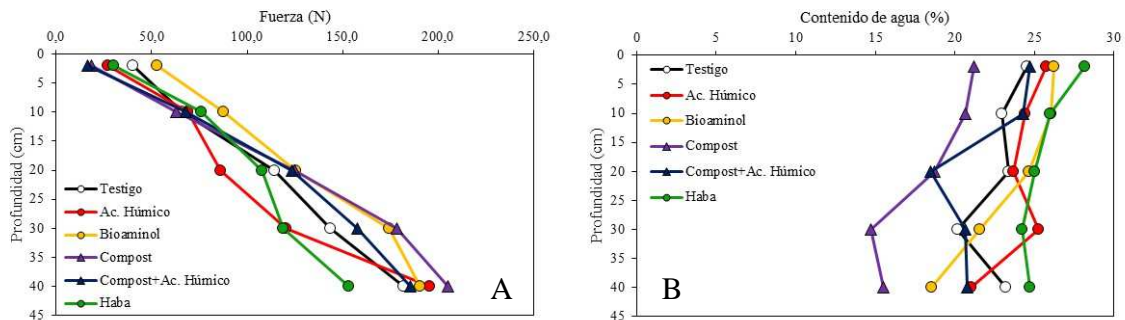 Fuerza (N)
0,0 50,0 100,0 150,0 200,0 250,0
0
5
10
15
20
25
30
35
40
45
Profundidad (cm)
Testigo
Ac. Húmico
Bioaminol
Compost
Compost+Ac. Húmico
Haba
A
Contenido de agua (%)
0 5 10 15 20 25 30
0
5
10
15
20
25
30
35
40
45
Profundidad (cm)
Testigo
Ac. Húmico
Bioaminol
Compost
Compost+Ac. Húmico
Haba
B